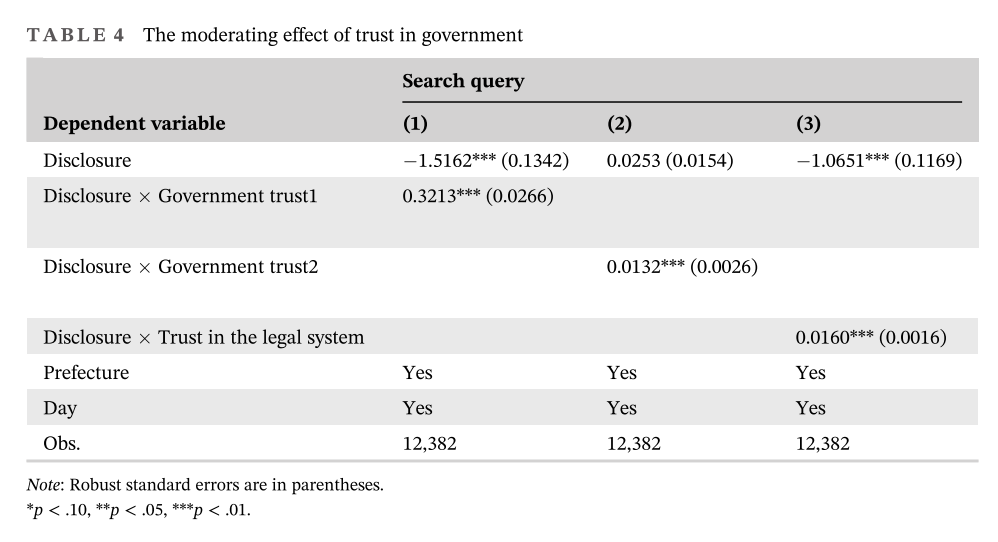 TABLE 4 The moderating effect of trust in government
Search query
Dependent variable (1) (2) (3)
Disclosure −1.5162*** (0.1342) 0.0253 (0.0154) −1.0651*** (0.1169)
Disclosure × Government trust1 0.3213*** (0.0266)
Disclosure × Government trust2 0.0132*** (0.0026)
Disclosure × Trust in the legal system 0.0160*** (0.0016)
Prefecture Yes Yes Yes
Day Yes Yes Yes
Obs. 12,382 12,382 12,382
Note: Robust standard errors are in parentheses.
*p < .10, **p < .05, ***p < .01.